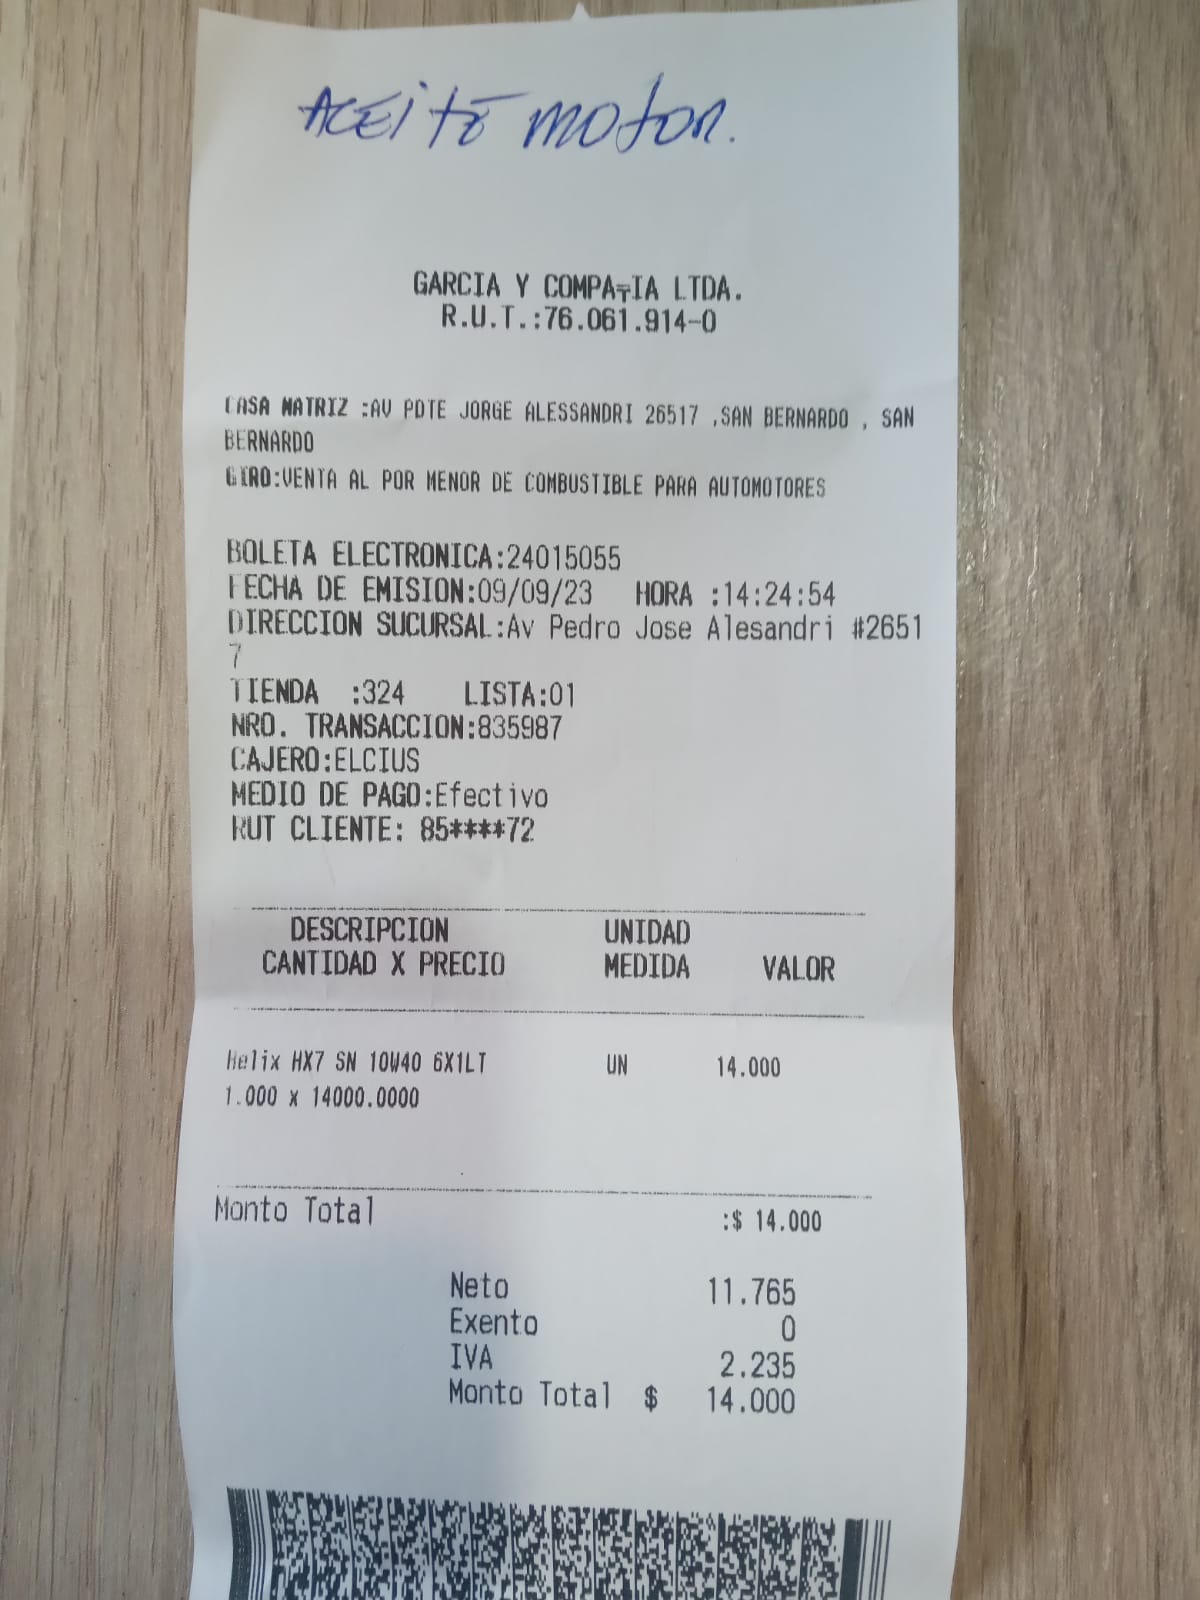 ACEITE MOTOR.
GARCIA Y COMPA╤IA LTDA.
R.U.T.:76.061.914-0
CASA MATRIZ :AV PDTE JORGE ALESSANDRI 26517 ,SAN BERNARDO , SAN
BERNARDO
GIRO:VENTA AL POR MENOR DE COMBUSTIBLE PARA AUTOMOTORES
BOLETA ELECTRONICA:24015055
FECHA DE EMISION:09/09/23 HORA :14:24:54
DIRECCION SUCURSAL:Av Pedro Jose Alesandri #2651
7
TIENDA :324 LISTA:01
NRO. TRANSACCION:835987
CAJERO:ELCIUS
MEDIO DE PAGO:Efectivo
RUT CLIENTE: 85****72
DESCRIPCION UNIDAD
CANTIDAD X PRECIO MEDIDA VALOR
Helix HX7 SN 10W40 6X1LT UN 14.000
1.000 x 14000.0000
Monto Total :$ 14.000
Neto 11.765
Exento 0
IVA 2.235
Monto Total $ 14.000